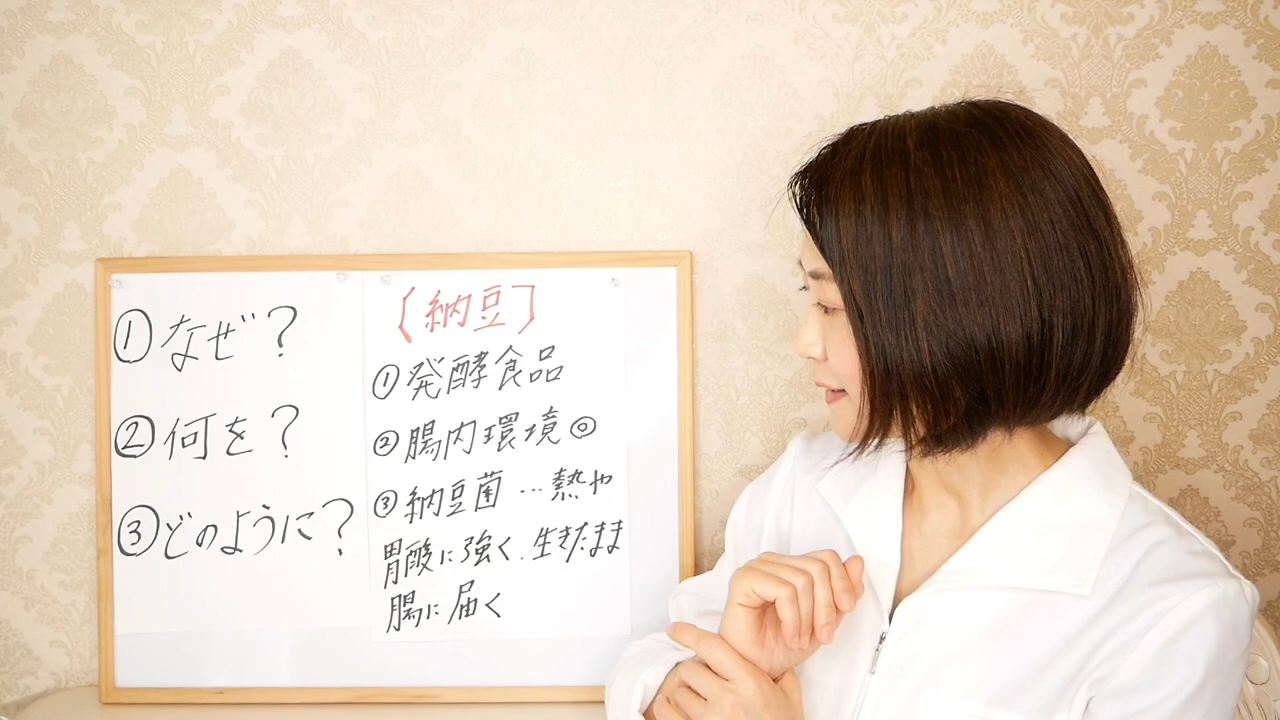 ①なぜ？
②何を？
③どのように？
〔納豆〕
①発酵食品
②腸内環境◎
③納豆菌…熱や
胃酸に強く、生きたまま
腸に届く